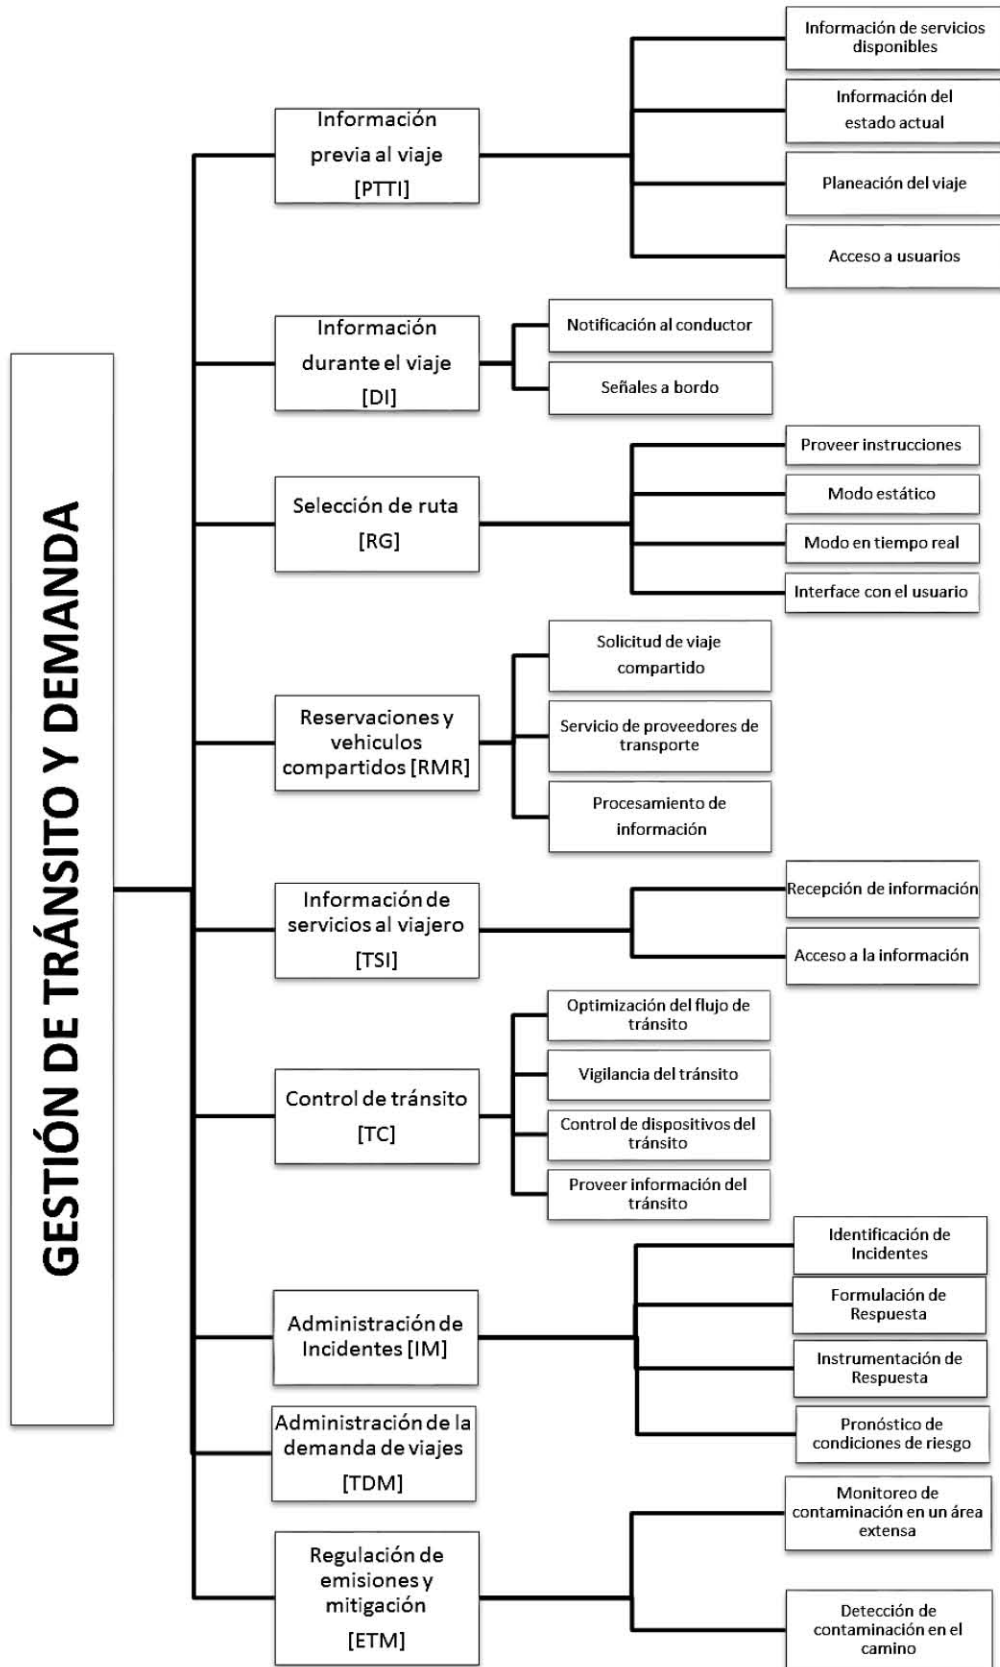 GESTIÓN DE TRÁNSITO Y DEMANDA
Información
previa al viaje
[PTTI]
Información de servicios
disponibles
Información del
estado actual
Planeación del viaje
Acceso a usuarios
Información
durante el viaje
[DI]
Notificación al conductor
Señales a bordo
Selección de ruta
[RG]
Proveer instrucciones
Modo estático
Modo en tiempo real
Interface con el usuario
Reservaciones y
vehiculos
compartidos [RMR]
Solicitud de viaje
compartido
Servicio de proveedores de
transporte
Procesamiento de
información
Información de
servicios al viajero
[TSI]
Recepción de información
Acceso a la información
Control de tránsito
[TC]
Optimización del flujo de
tránsito
Vigilancia del tránsito
Control de dispositivos del
tránsito
Proveer información del
tránsito
Administración de
Incidentes [IM]
Identificación de
Incidentes
Formulación de
Respuesta
Instrumentación de
Respuesta
Pronóstico de
condiciones de riesgo
Administración de la
demanda de viajes
[TDM]
Regulación de
emisiones y
mitigación
[ETM]
Monitoreo de
contaminación en un área
extensa
Detección de
contaminación en el
camino